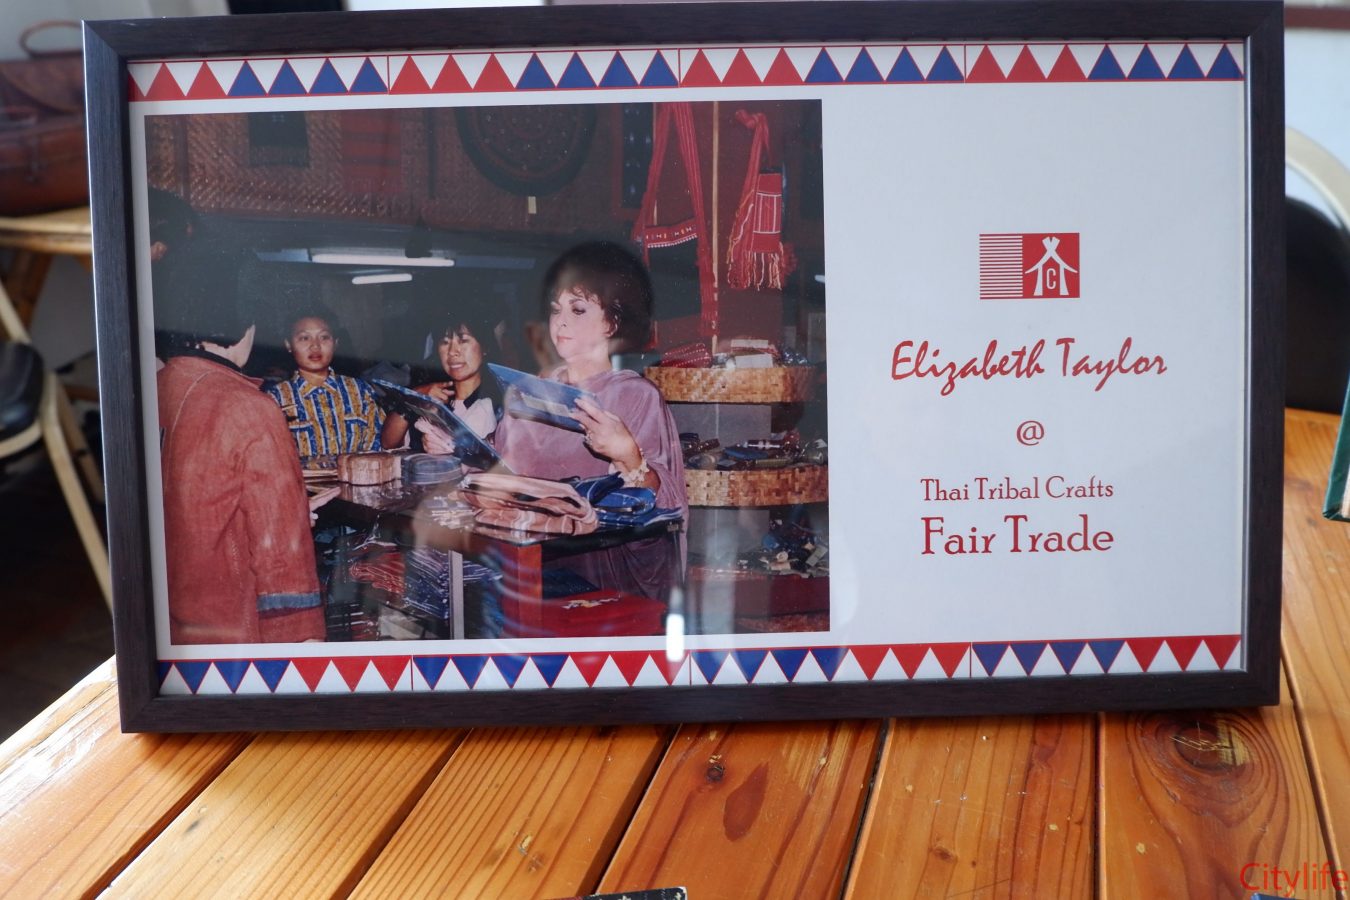 C
Elizabeth Taylor
@
Thai Tribal Crafts
Fair Trade
Citylife